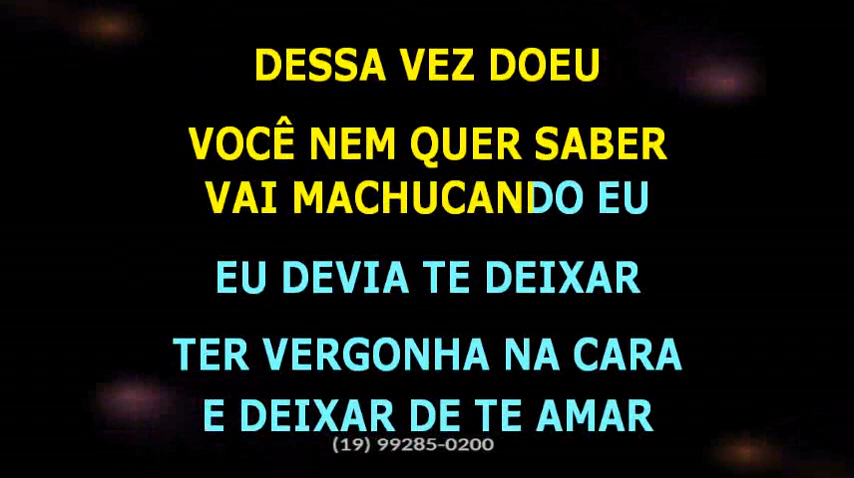 DESSA VEZ DOEU
VOCÊ NEM QUER SABER
VAI MACHUCANDO EU
EU DEVIA TE DEIXAR
TER VERGONHA NA CARA
E DEIXAR DE TE AMAR
(19) 99285-0200